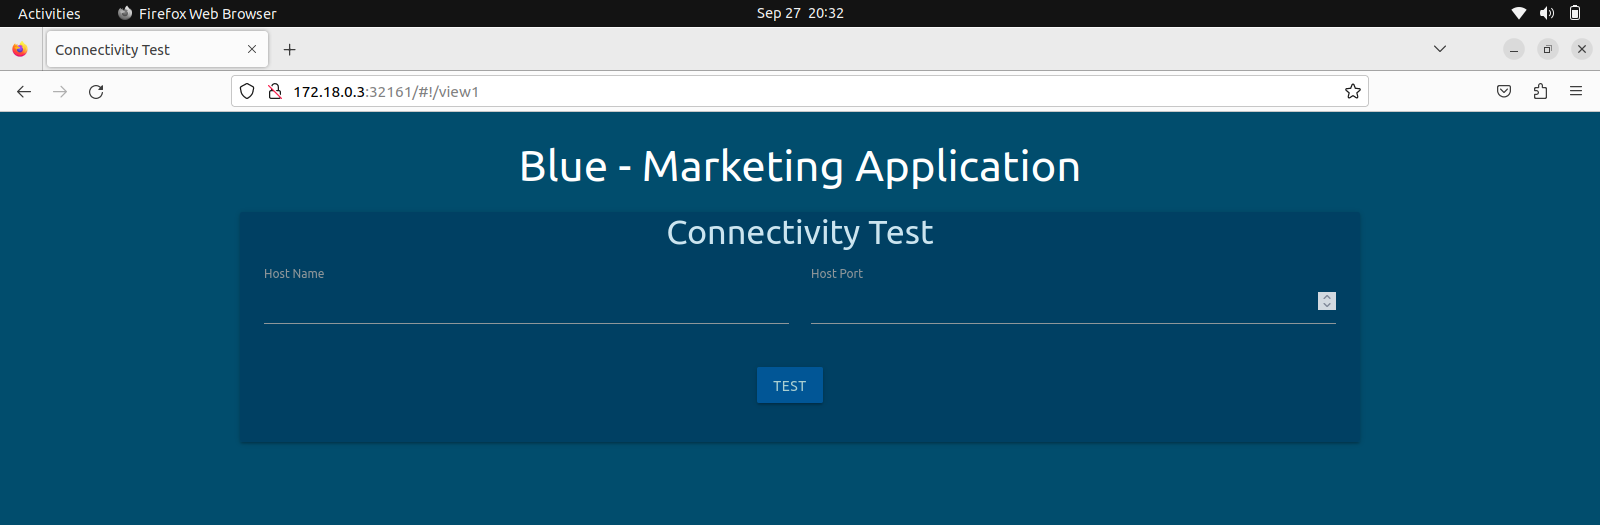 Activities Firefox Web Browser Sep 27 20:32
Connectivity Test
172.18.0.3:32161/#!/view1
Blue - Marketing Application
Connectivity Test
Host Name Host Port
TEST